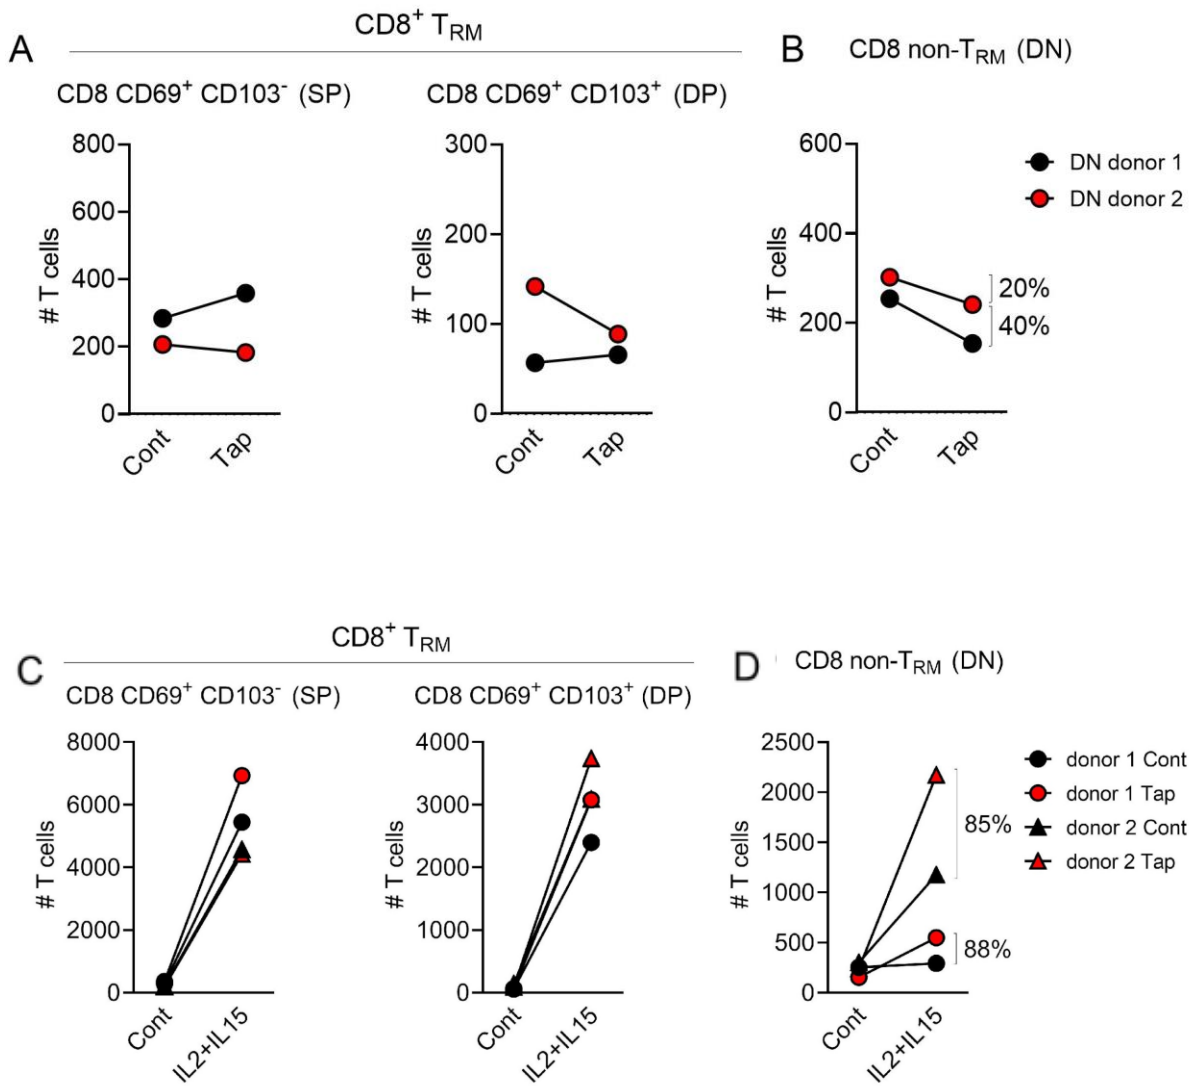 A
CD8+ TRM
CD8 CD69+ CD103- (SP)
# T cells
800
600
400
200
0
Cont
Tap
CD8 CD69+ CD103+ (DP)
# T cells
300
200
100
0
Cont
Tap
B
CD8 non-TRM (DN)
# T cells
600
400
200
0
Cont
Tap
20%
40%
DN donor 1
DN donor 2
C
CD8+ TRM
CD8 CD69+ CD103- (SP)
# T cells
8000
6000
4000
2000
0
Cont
IL2+IL15
CD8 CD69+ CD103+ (DP)
# T cells
4000
3000
2000
1000
0
Cont
IL2+IL15
D
CD8 non-TRM (DN)
# T cells
2500
2000
1500
1000
500
0
Cont
IL2+IL15
85%
88%
donor 1 Cont
donor 1 Tap
donor 2 Cont
donor 2 Tap